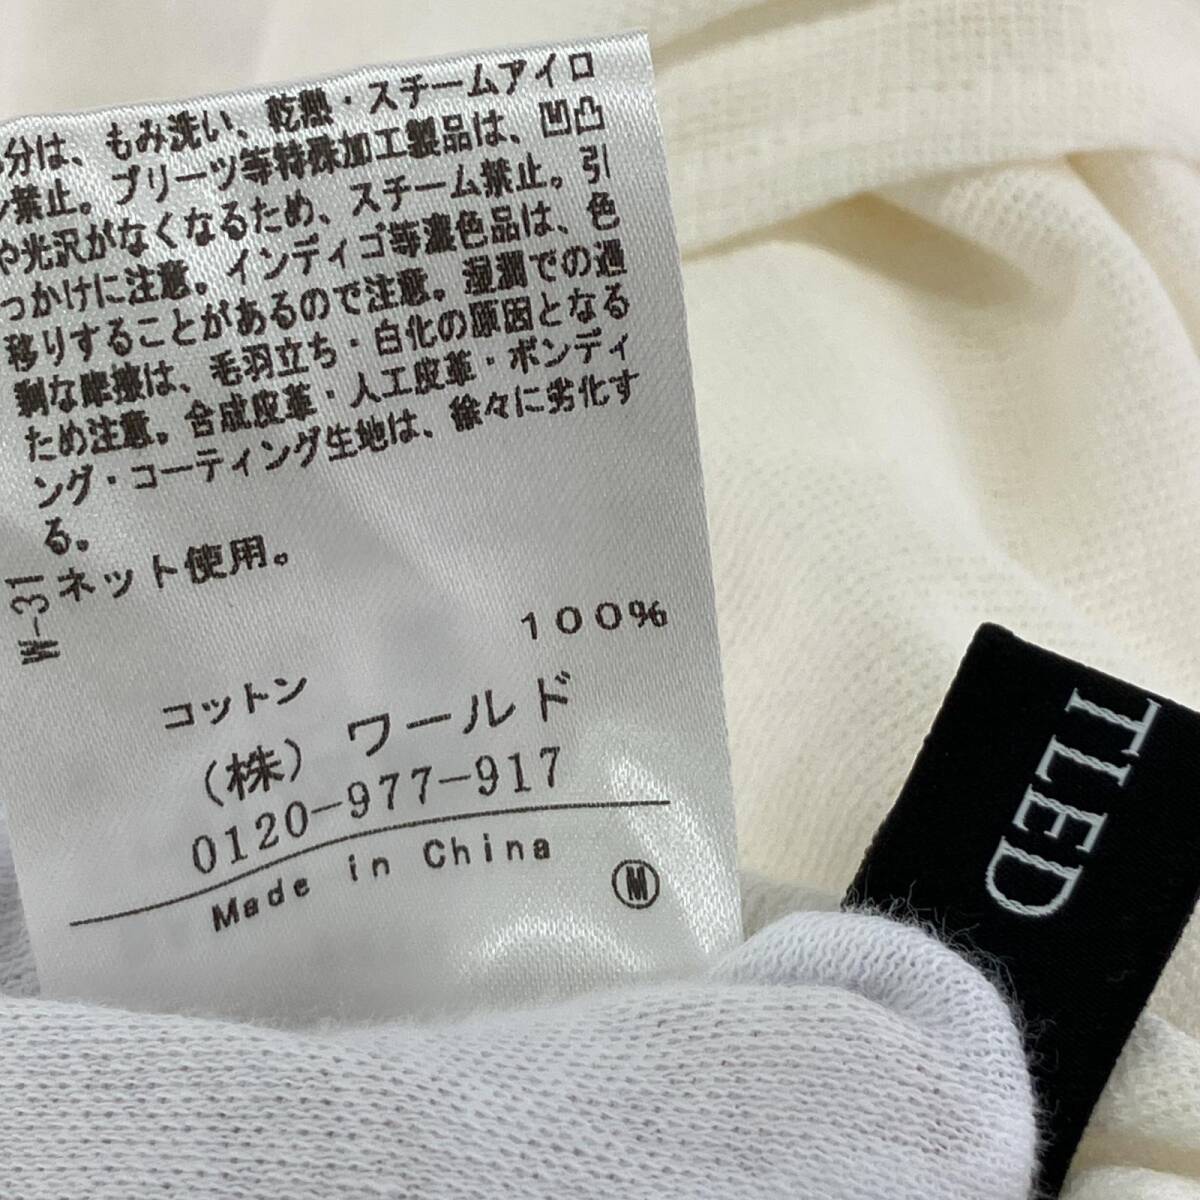 分は、もみ洗い、乾燥・スチームアイロ
ン禁止。プリーツ等特殊加工製品は、凹凸
や光沢がなくなるため、スチーム禁止。引
っかけに注意。インディゴ等濃色品は、色
移りすることがあるので注意。湿潤での過
剰な摩擦は、毛羽立ち・白化の原因となる
ため注意。合成皮革・人工皮革・ボンディ
ング・コーティング生地は、徐々に劣化す
る。
ネット使用。
W-31
100%
コットン
（株）ワールド
0120-977-917
Made in China
M
TLED